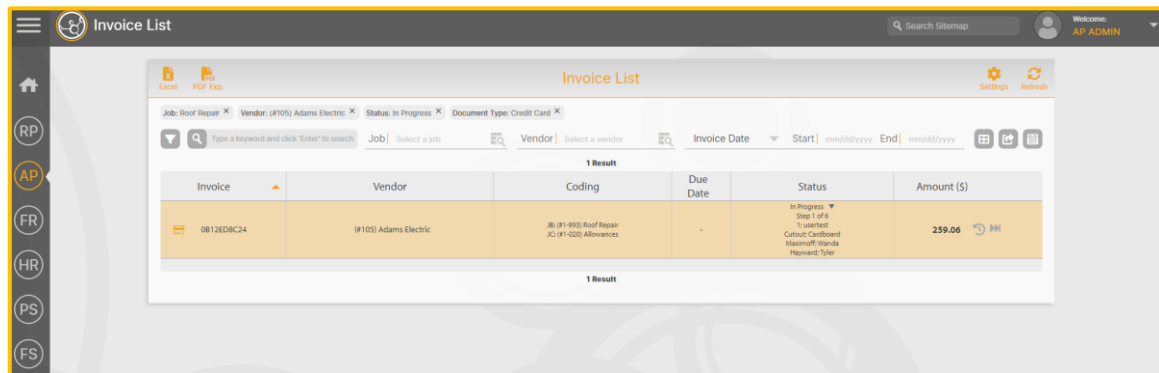 Invoice List
Search Sitemap
Welcome:
AP ADMIN
Excel
PDF Exp.
Invoice List
Settings
Refresh
Job: Roof Repair X Vendor: (#105) Adams Electric X Status: In Progress X Document Type: Credit Card X
Type a keyword and click 'Enter' to search Job Select a job Vendor Select a vendor Invoice Date Start mm/dd/yyyy End mm/dd/yyyy
1 Result
Invoice Vendor Coding Due Date Status Amount ($)
0B12ED8C24 (#105) Adams Electric
JB: (#1-993) Roof Repair
JC: (#1-020) Allowances
-
In Progress
Step 1 of 6
1; usertest
Cutout; Cardboard
Maximoff; Wanda
Hayward; Tyler
259.06
1 Result
RP
AP
FR
HR
PS
FS